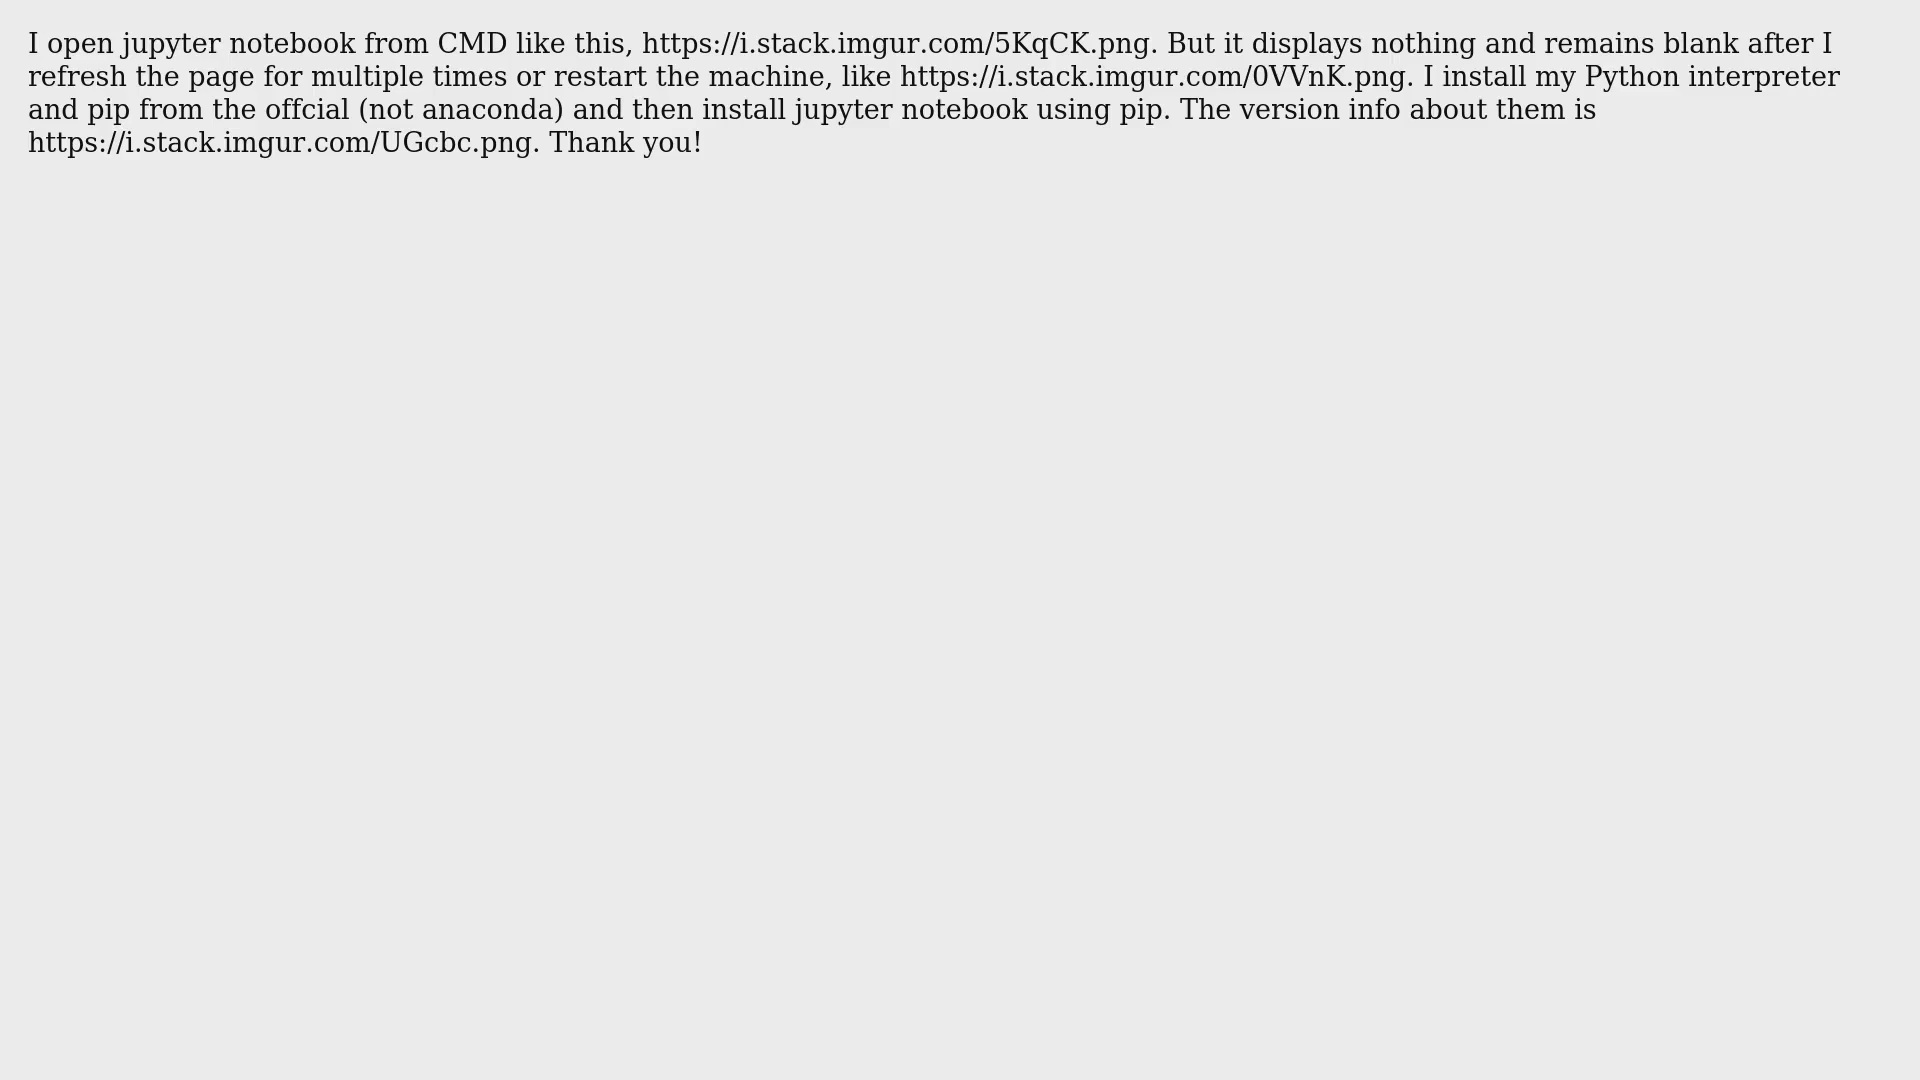 I open jupyter notebook from CMD like this, https://i.stack.imgur.com/5KqCK.png. But it displays nothing and remains blank after I
refresh the page for multiple times or restart the machine, like https://i.stack.imgur.com/0VVnK.png. I install my Python interpreter
and pip from the offcial (not anaconda) and then install jupyter notebook using pip. The version info about them is
https://i.stack.imgur.com/UGcbc.png. Thank you!